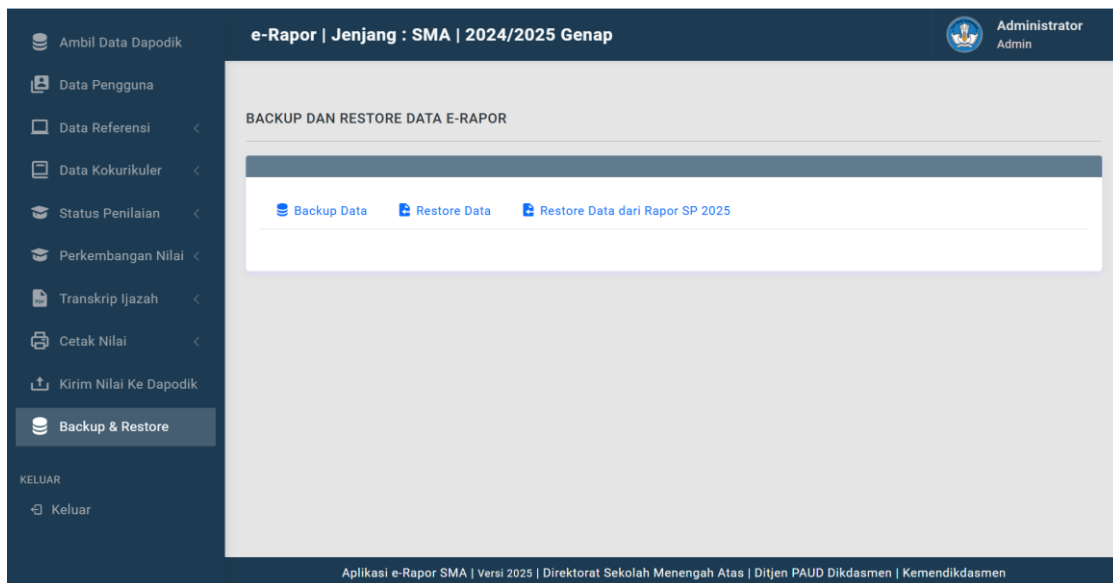 Ambil Data Dapodik
Data Pengguna
Data Referensi
Data Kokurikuler
Status Penilaian
Perkembangan Nilai
Transkrip Ijazah
Cetak Nilai
Kirim Nilai Ke Dapodik
Backup & Restore
KELUAR
Keluar
e-Rapor | Jenjang : SMA | 2024/2025 Genap
Administrator
Admin
BACKUP DAN RESTORE DATA E-RAPOR
Backup Data Restore Data Restore Data dari Rapor SP 2025
Aplikasi e-Rapor SMA | Versi 2025 | Direktorat Sekolah Menengah Atas | Ditjen PAUD Dikdasmen | Kemendikdasmen